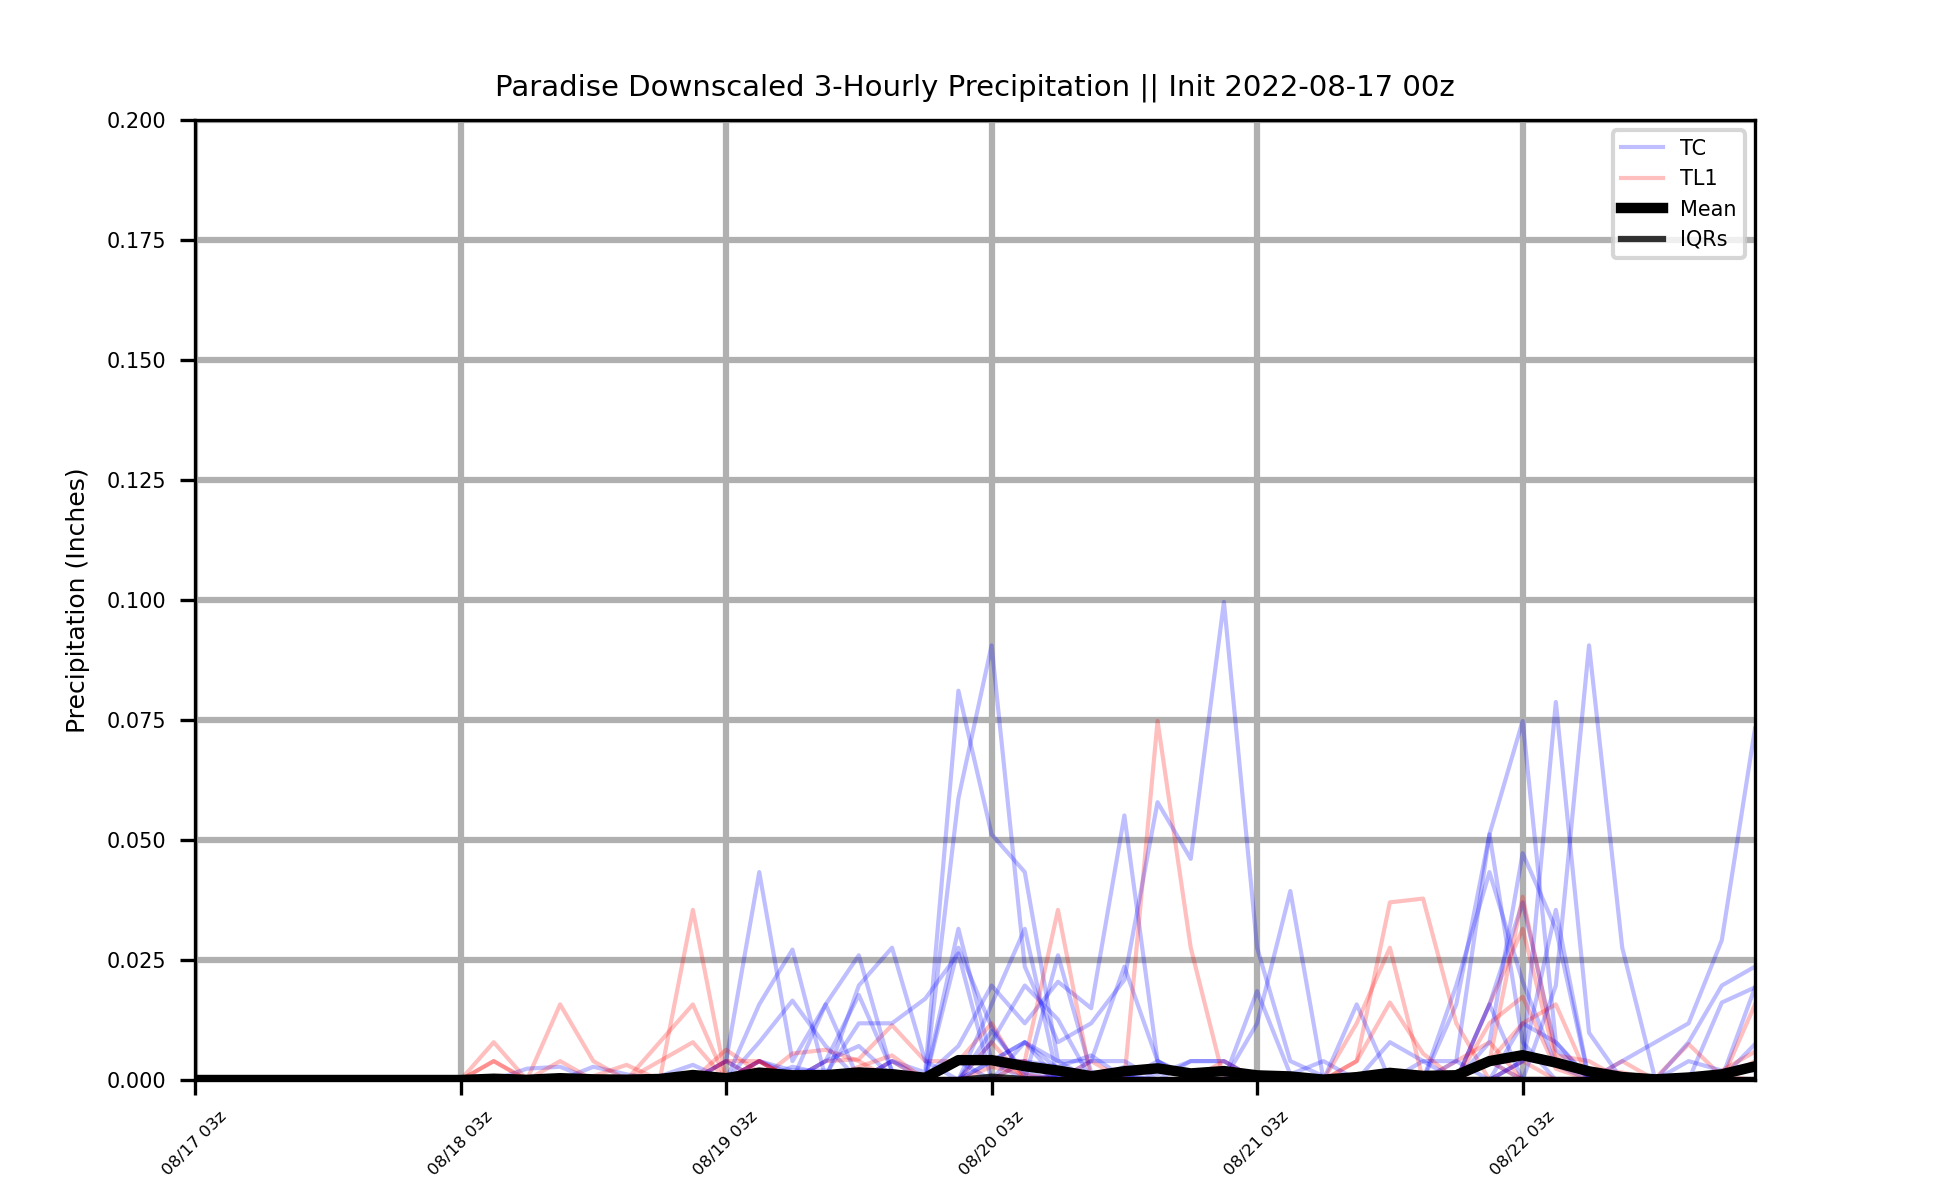 Paradise Downscaled 3-Hourly Precipitation || Init 2022-08-17 00z
Precipitation (Inches)
0.200
0.175
0.150
0.125
0.100
0.075
0.050
0.025
0.000
TC
TL1
Mean
IQRs
08/17 03z
08/18 03z
08/19 03z
08/20 03z
08/21 03z
08/22 03z